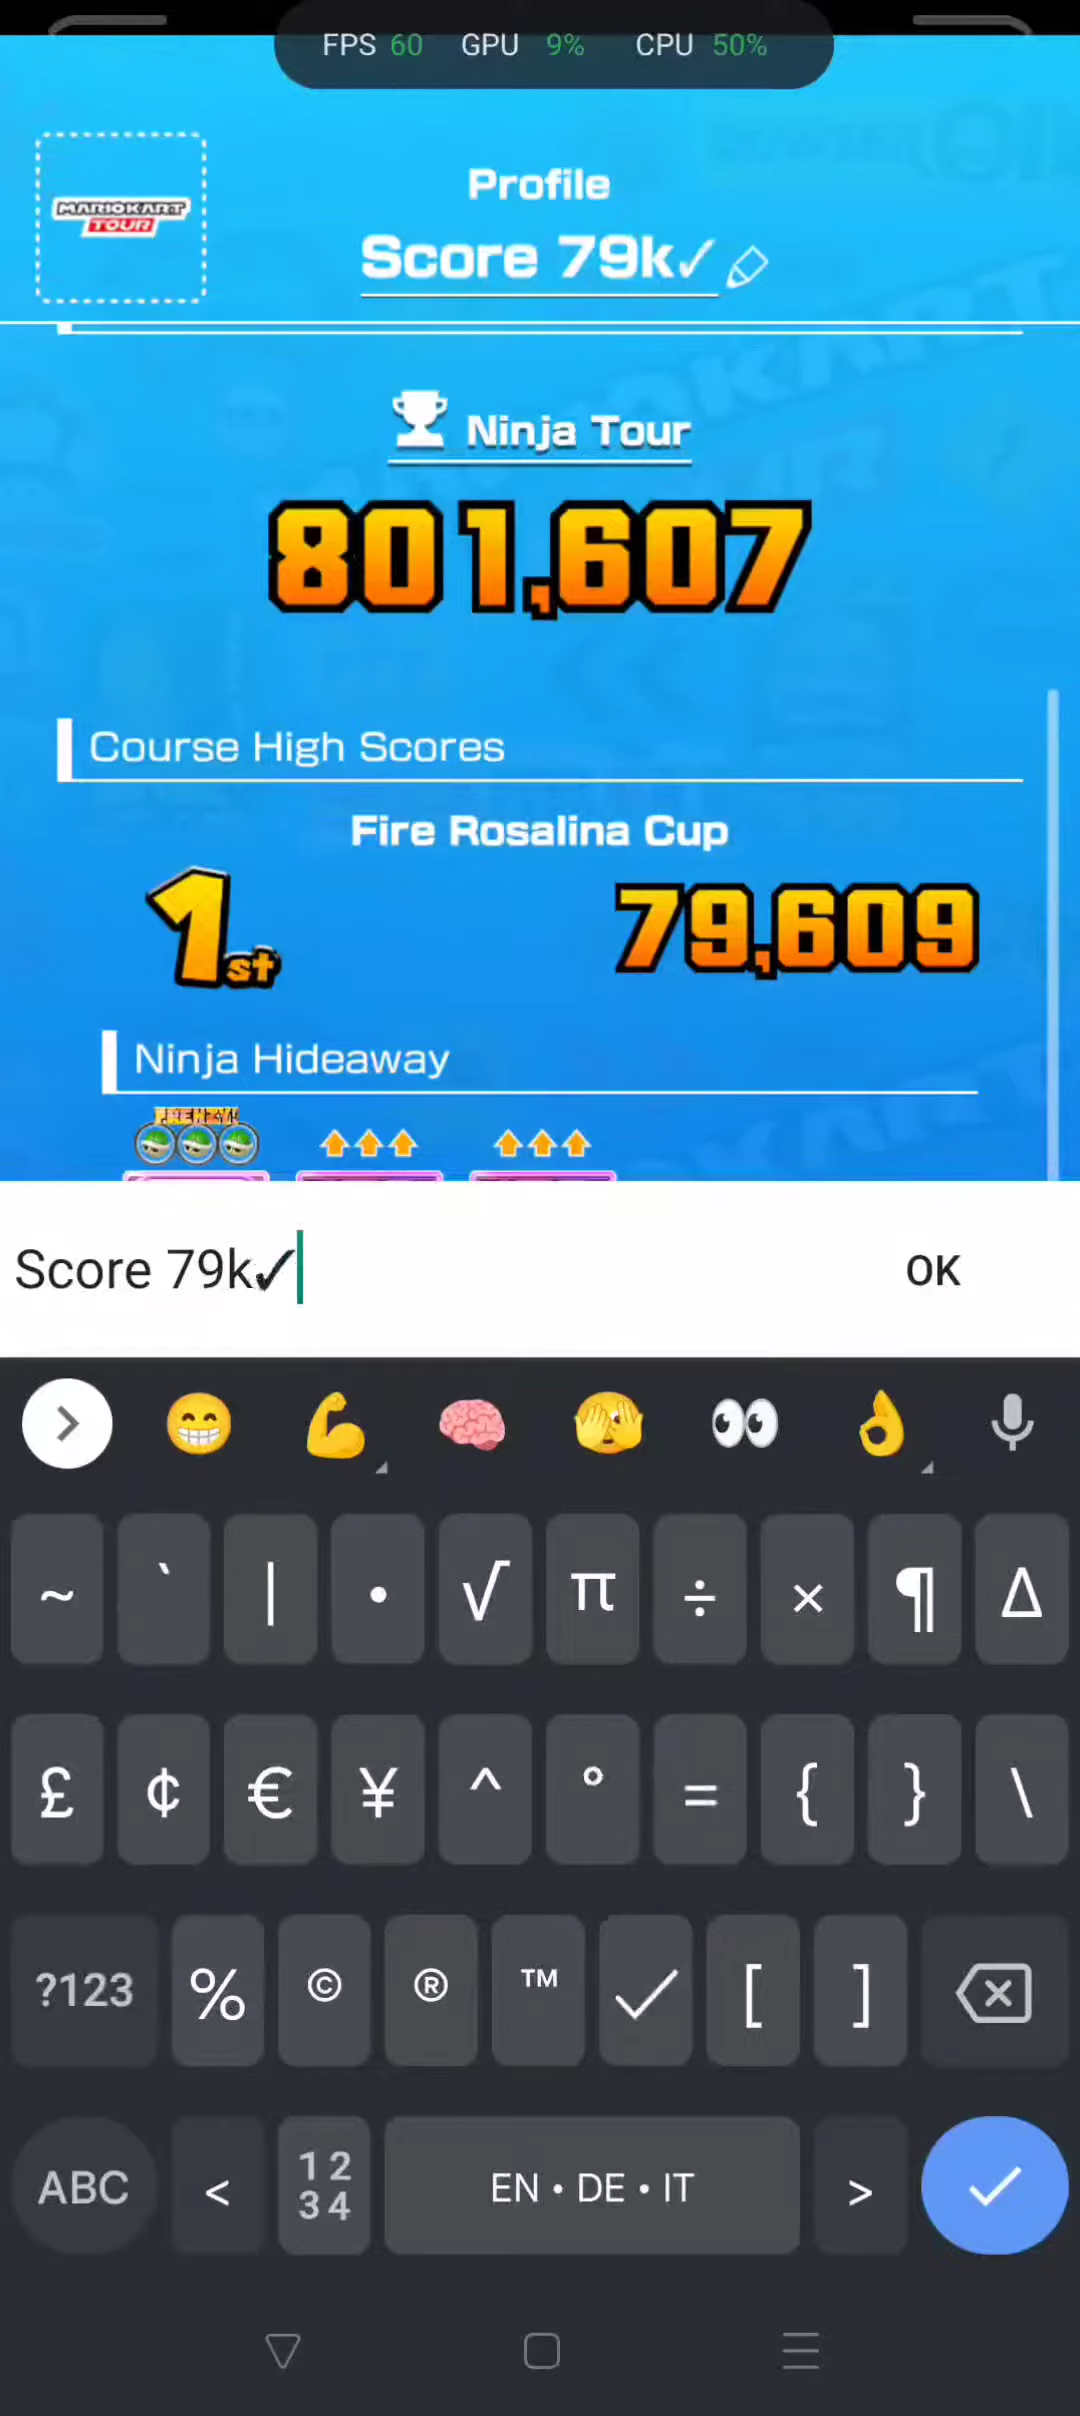 FPS 60 GPU 9% CPU 50%
MARIOKART
TOUR
Profile
Score 79k✓
Ninja Tour
801,607
Course High Scores
Fire Rosalina Cup
1st 79,609
Ninja Hideaway
FRENZY!
Score 79k✓ OK
~ ` | • √ π ÷ × ¶ Δ
£ ¢ € ¥ ^ ° = { } \
?123 % © ® ™ ✓ [ ]
ABC < 12 34 EN • DE • IT >